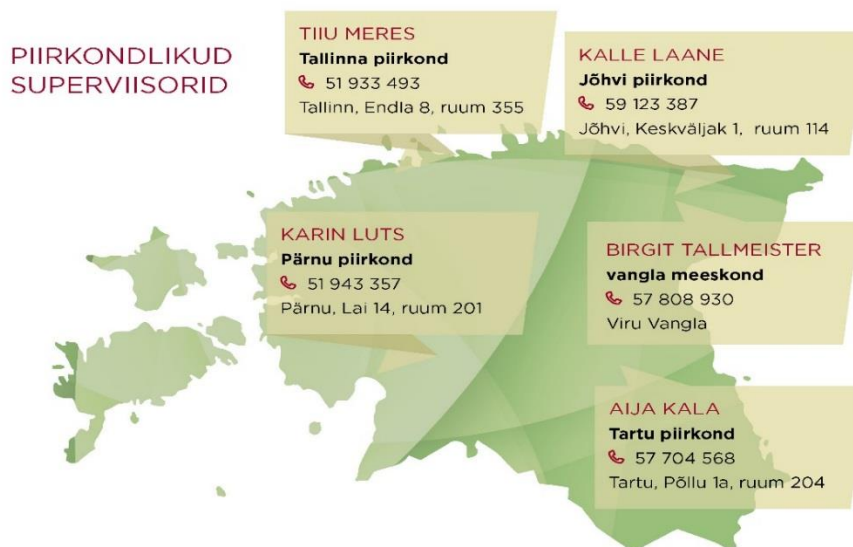 PIIRKONDLIKUD
SUPERVIISORID
TIIU MERES
Tallinna piirkond
51 933 493
Tallinn, Endla 8, ruum 355
KALLE LAANE
Jõhvi piirkond
59 123 387
Jõhvi, Keskväljak 1, ruum 114
KARIN LUTS
Pärnu piirkond
51 943 357
Pärnu, Lai 14, ruum 201
BIRGIT TALLMEISTER
vangla meeskond
57 808 930
Viru Vangla
AIJA KALA
Tartu piirkond
57 704 568
Tartu, Põllu 1a, ruum 204